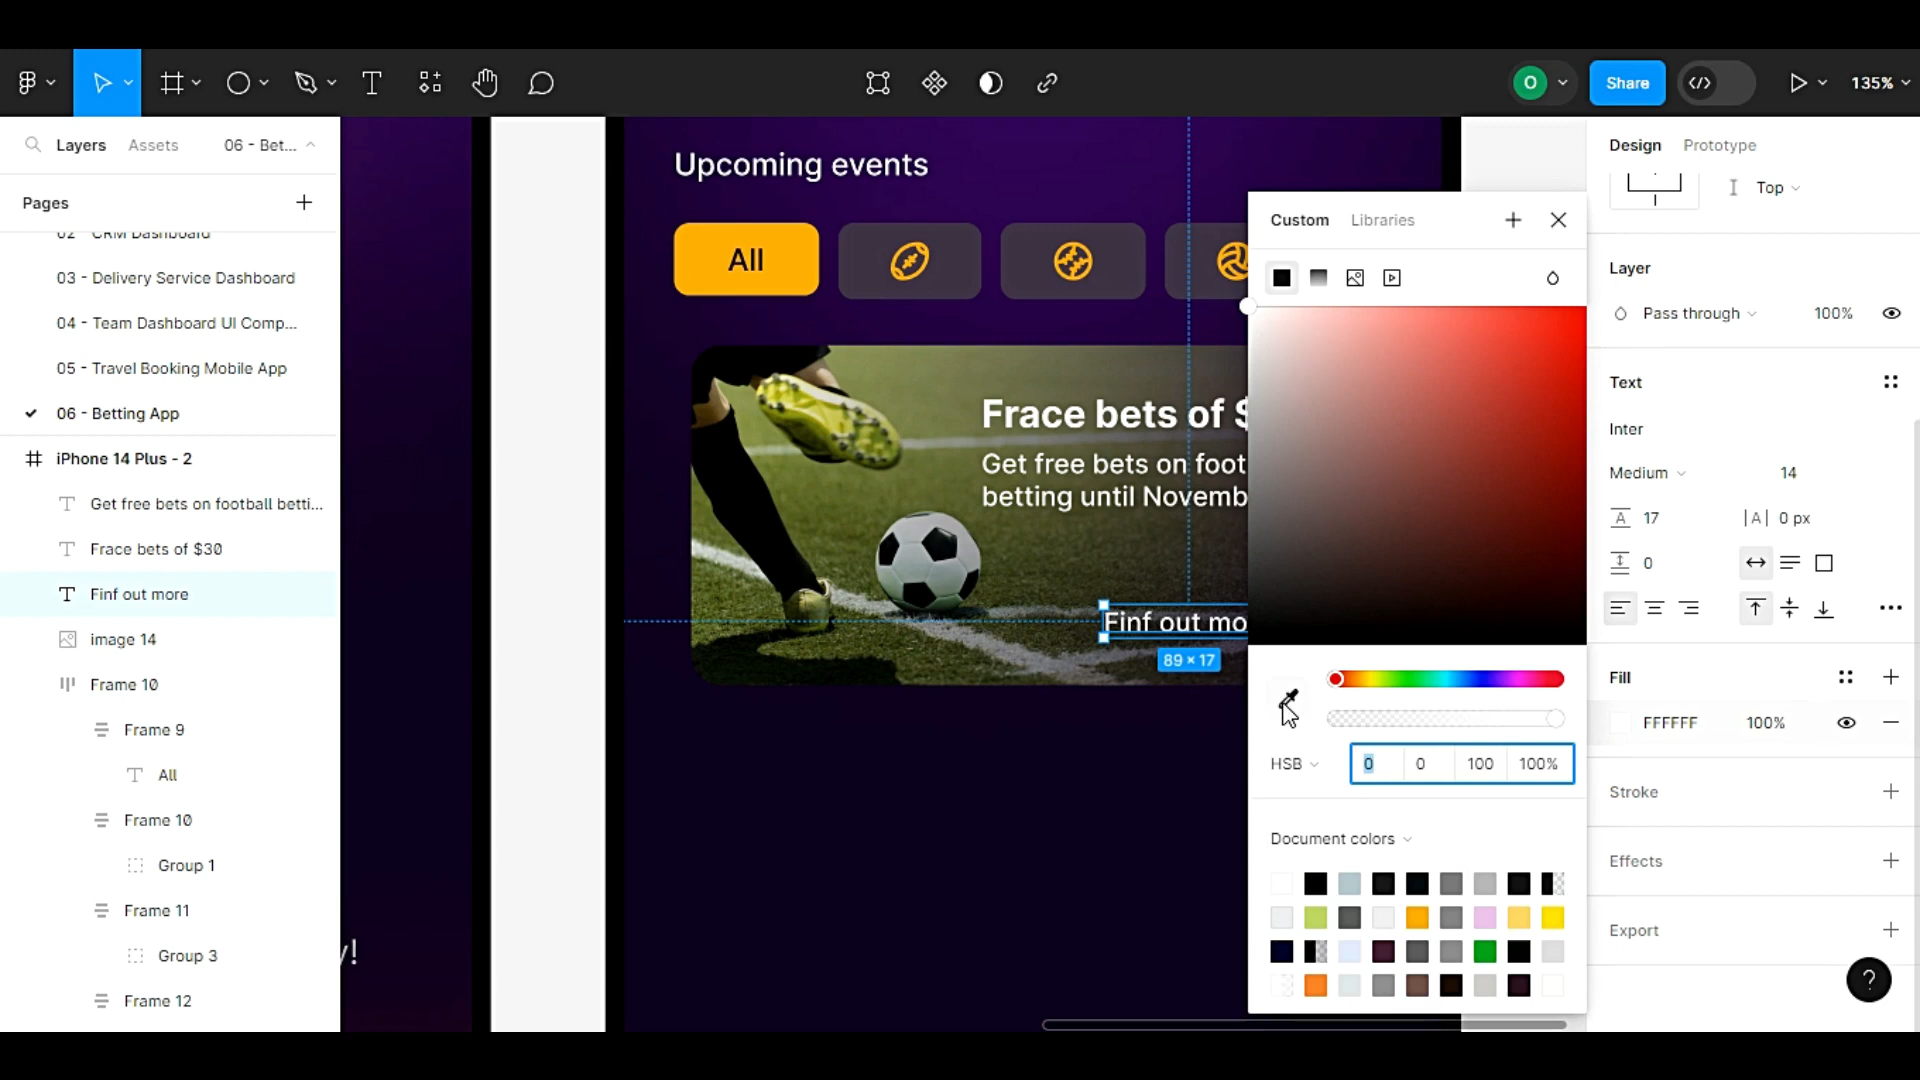 O
Share
135%
Layers
Assets
06 - Bet...
Design
Prototype
Top
Pages
02 - CRM Dashboard
03 - Delivery Service Dashboard
04 - Team Dashboard UI Comp...
05 - Travel Booking Mobile App
06 - Betting App
iPhone 14 Plus - 2
Get free bets on football betti...
Frace bets of $30
Finf out more
image 14
Frame 10
Frame 9
All
Frame 10
Group 1
Frame 11
Group 3
Frame 12
y!
Upcoming events
All
Frace bets of $
Get free bets on foot
betting until Novemb
Finf out mo
89 × 17
Custom
Libraries
HSB
0
0
100
100%
Document colors
Layer
Pass through
100%
Text
Inter
Medium
14
A
17
|A|
0 px
0
Fill
FFFFFF
100%
Stroke
Effects
Export
?